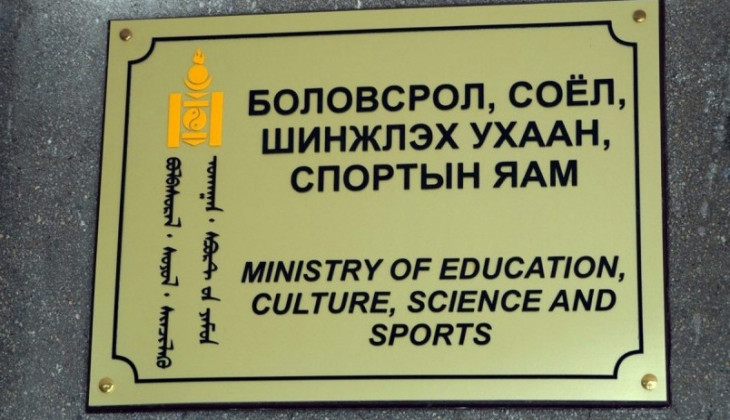 БОЛОВСРОЛ, СОЁЛ,
ШИНЖЛЭХ УХААН,
СПОРТЫН ЯАМ
MINISTRY OF EDUCATION,
CULTURE, SCIENCE AND
SPORTS